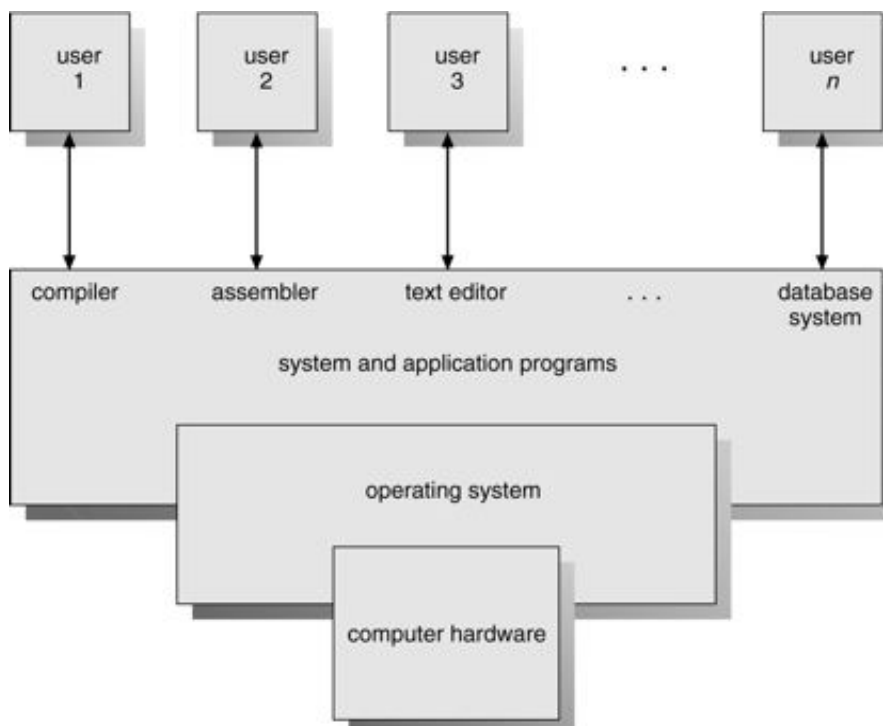 user
1
user
2
user
3
. . .
user
n
compiler
assembler
text editor
. . .
database
system
system and application programs
operating system
computer hardware